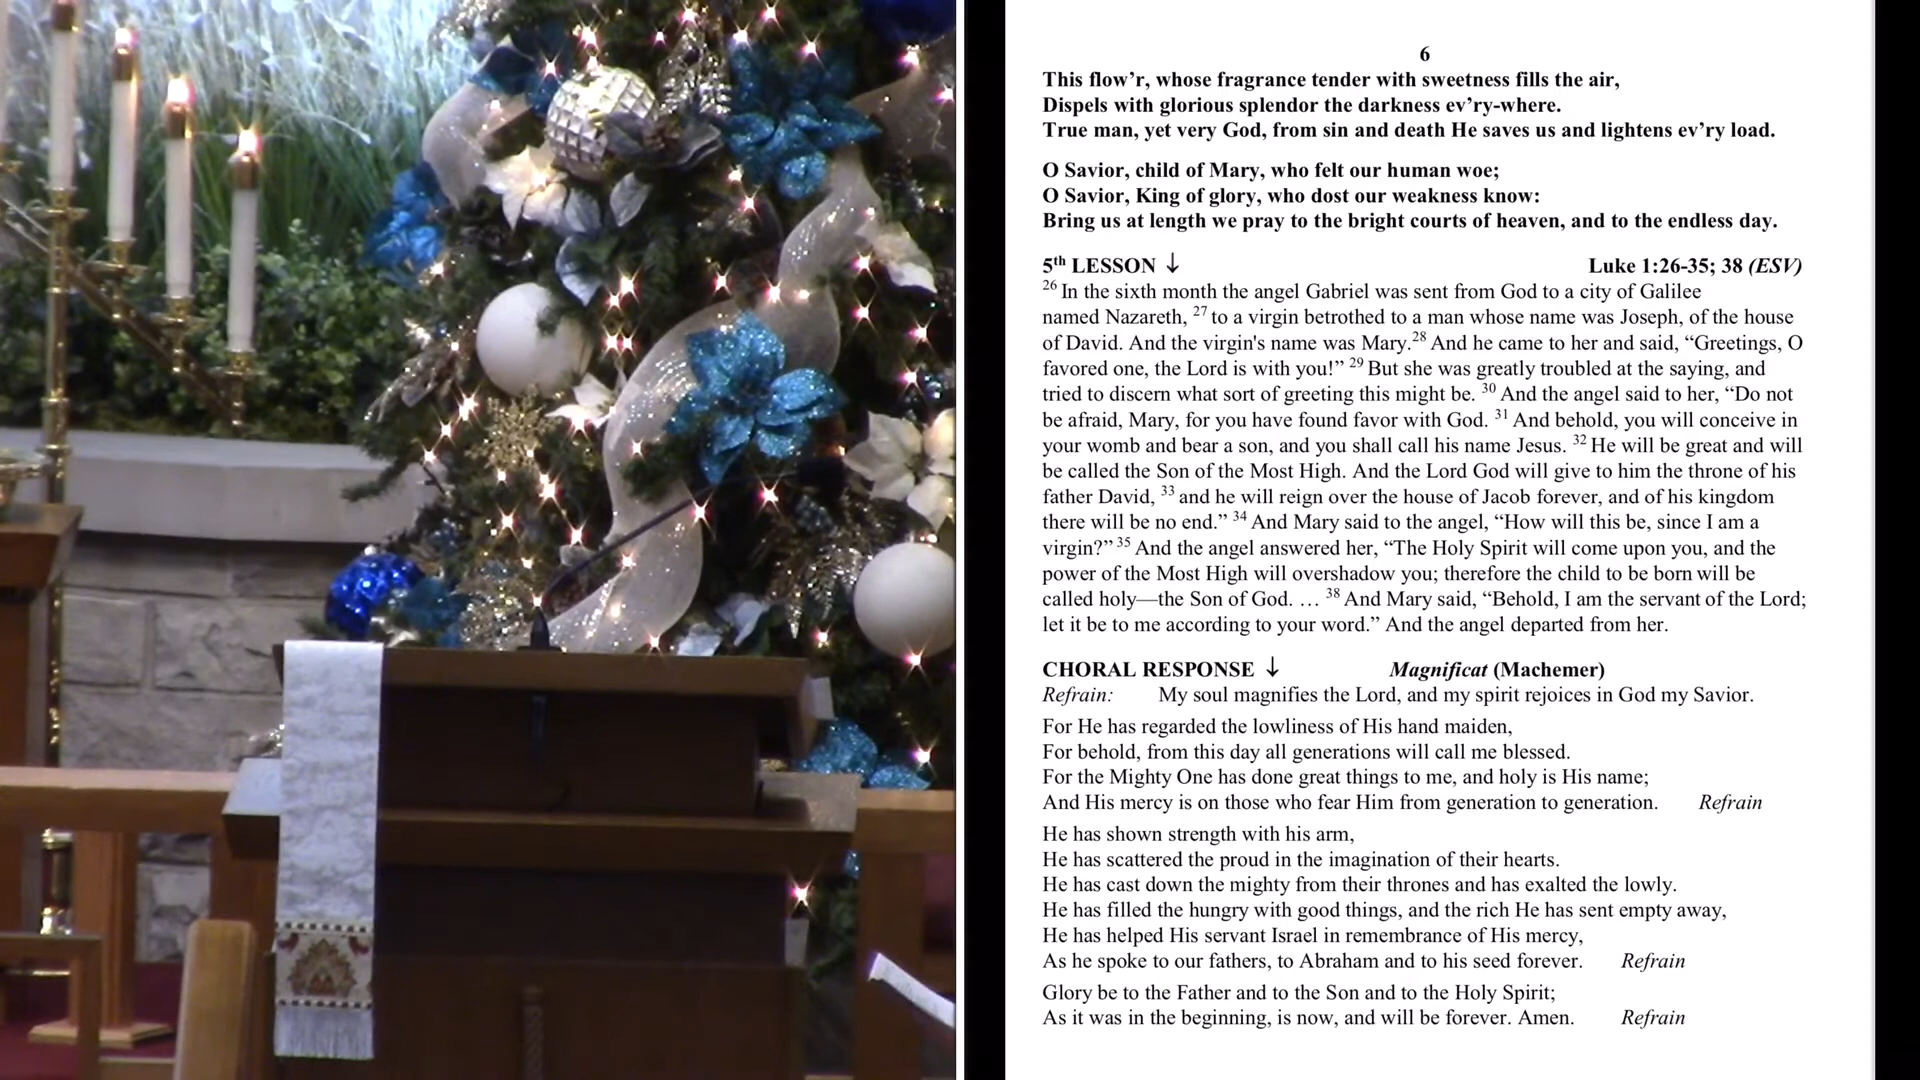 6
This flow’r, whose fragrance tender with sweetness fills the air,
Dispels with glorious splendor the darkness ev’ry-where.
True man, yet very God, from sin and death He saves us and lightens ev’ry load.
O Savior, child of Mary, who felt our human woe;
O Savior, King of glory, who dost our weakness know:
Bring us at length we pray to the bright courts of heaven, and to the endless day.
5th LESSON ↓ Luke 1:26-35; 38 (ESV)
26 In the sixth month the angel Gabriel was sent from God to a city of Galilee
named Nazareth, 27 to a virgin betrothed to a man whose name was Joseph, of the house
of David. And the virgin's name was Mary.28 And he came to her and said, “Greetings, O
favored one, the Lord is with you!” 29 But she was greatly troubled at the saying, and
tried to discern what sort of greeting this might be. 30 And the angel said to her, “Do not
be afraid, Mary, for you have found favor with God. 31 And behold, you will conceive in
your womb and bear a son, and you shall call his name Jesus. 32 He will be great and will
be called the Son of the Most High. And the Lord God will give to him the throne of his
father David, 33 and he will reign over the house of Jacob forever, and of his kingdom
there will be no end.” 34 And Mary said to the angel, “How will this be, since I am a
virgin?” 35 And the angel answered her, “The Holy Spirit will come upon you, and the
power of the Most High will overshadow you; therefore the child to be born will be
called holy—the Son of God. … 38 And Mary said, “Behold, I am the servant of the Lord;
let it be to me according to your word.” And the angel departed from her.
CHORAL RESPONSE ↓ Magnificat (Machemer)
Refrain: My soul magnifies the Lord, and my spirit rejoices in God my Savior.
For He has regarded the lowliness of His hand maiden,
For behold, from this day all generations will call me blessed.
For the Mighty One has done great things to me, and holy is His name;
And His mercy is on those who fear Him from generation to generation. Refrain
He has shown strength with his arm,
He has scattered the proud in the imagination of their hearts.
He has cast down the mighty from their thrones and has exalted the lowly.
He has filled the hungry with good things, and the rich He has sent empty away,
He has helped His servant Israel in remembrance of His mercy,
As he spoke to our fathers, to Abraham and to his seed forever. Refrain
Glory be to the Father and to the Son and to the Holy Spirit;
As it was in the beginning, is now, and will be forever. Amen. Refrain